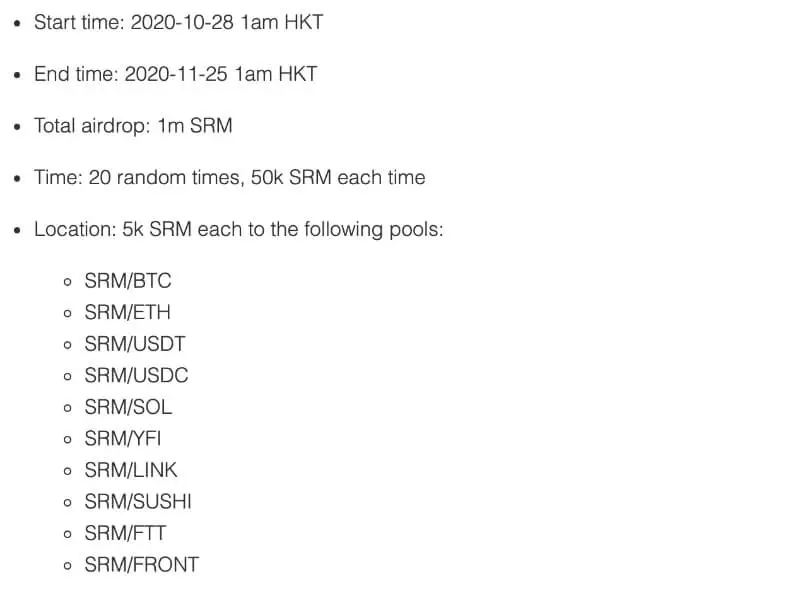 Start time: 2020-10-28 1am HKT
End time: 2020-11-25 1am HKT
Total airdrop: 1m SRM
Time: 20 random times, 50k SRM each time
Location: 5k SRM each to the following pools:
SRM/BTC
SRM/ETH
SRM/USDT
SRM/USDC
SRM/SOL
SRM/YFI
SRM/LINK
SRM/SUSHI
SRM/FTT
SRM/FRONT